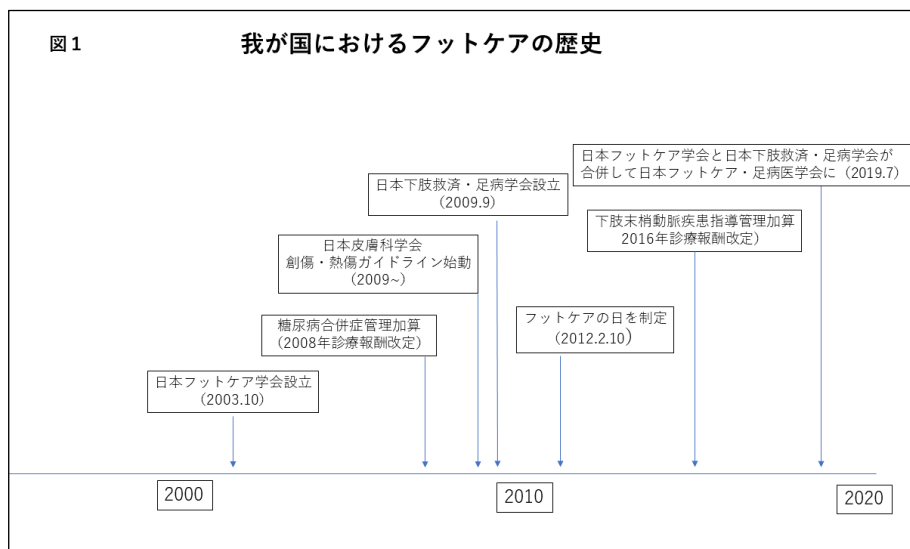 図1
我が国におけるフットケアの歴史
日本フットケア学会と日本下肢救済・足病学会が
合併して日本フットケア・足病医学会に（2019.7)
日本下肢救済・足病学会設立
(2009.9)
下肢末梢動脈疾患指導管理加算
2016年診療報酬改定）
日本皮膚科学会
創傷・熱傷ガイドライン始動
(2009~)
糖尿病合併症管理加算
(2008年診療報酬改定）
フットケアの日を制定
(2012.2.10）
日本フットケア学会設立
(2003.10)
2000
2010
2020